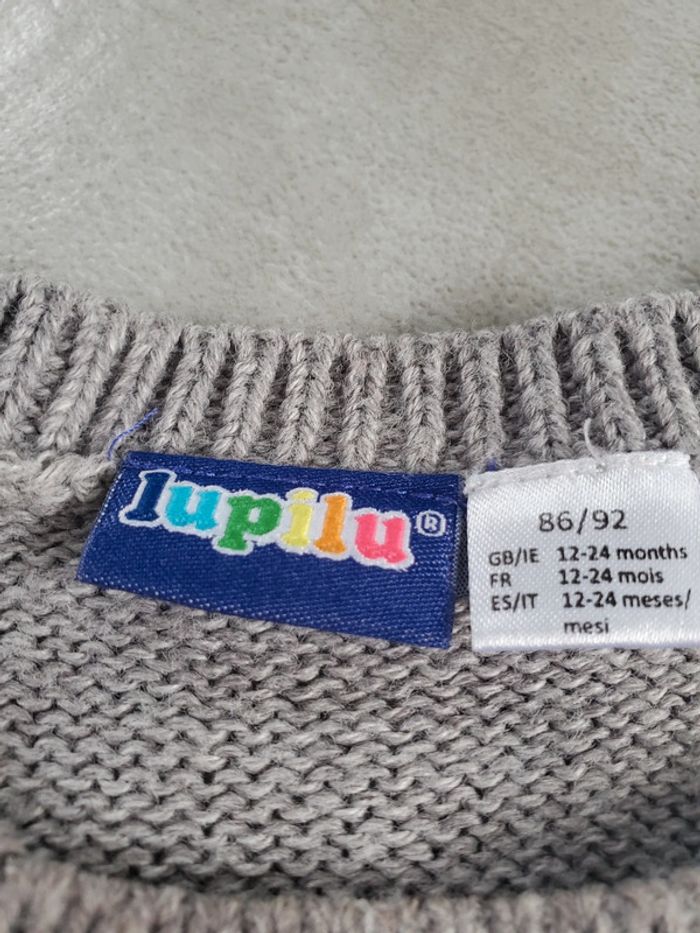 lupilu®
86/92
GB/IE 12-24 months
FR 12-24 mois
ES/IT 12-24 meses/
mesi